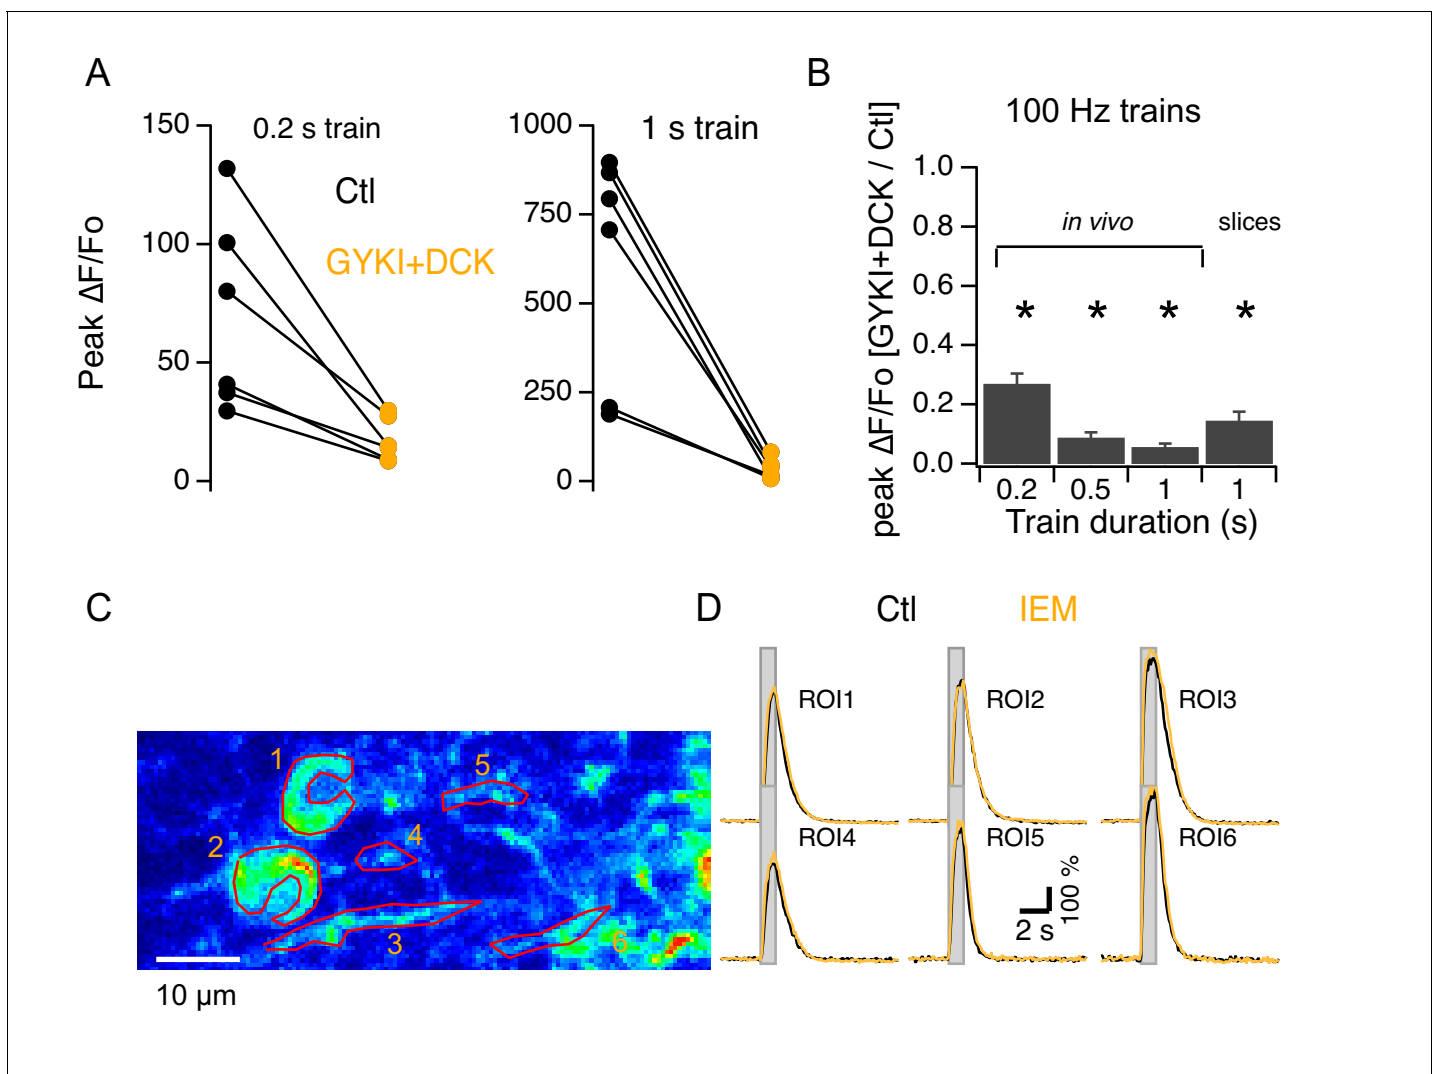 A
150
100
50
0
Peak ΔF/Fo
0.2 s train
Ctl
GYKI+DCK
1000
750
500
250
0
1 s train
B
100 Hz trains
peak ΔF/Fo [GYKI+DCK / Ctl]
1.0
0.8
0.6
0.4
0.2
0.0
in vivo
slices
* * * *
0.2 0.5 1 1
Train duration (s)
C
1
2
3
4
5
6
10 µm
D
Ctl IEM
ROI1 ROI2 ROI3
ROI4 ROI5 ROI6
2 s
100 %